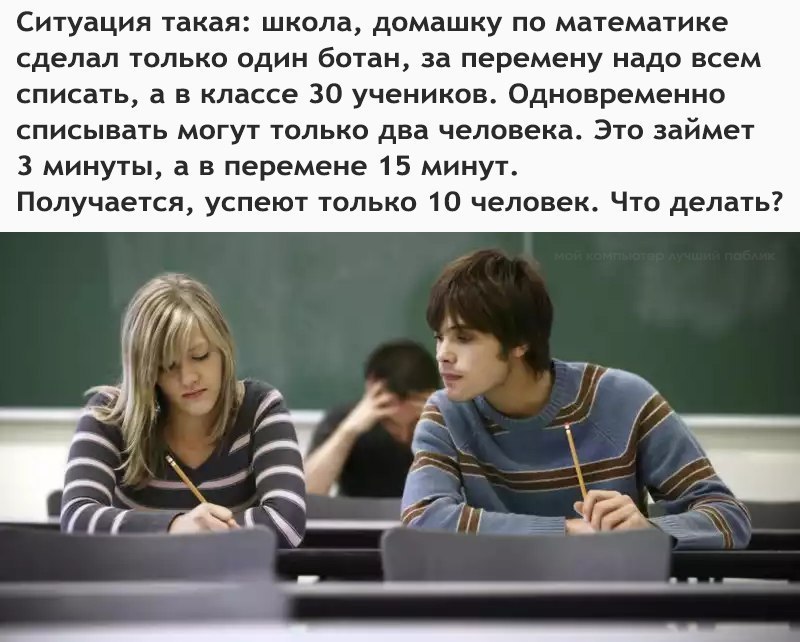 Ситуация такая: школа, домашку по математике
сделал только один ботан, за перемену надо всем
списать, а в классе 30 учеников. Одновременно
списывать могут только два человека. Это займет
3 минуты, а в перемене 15 минут.
Получается, успеют только 10 человек. Что делать?
мой компьютер лучший паблик